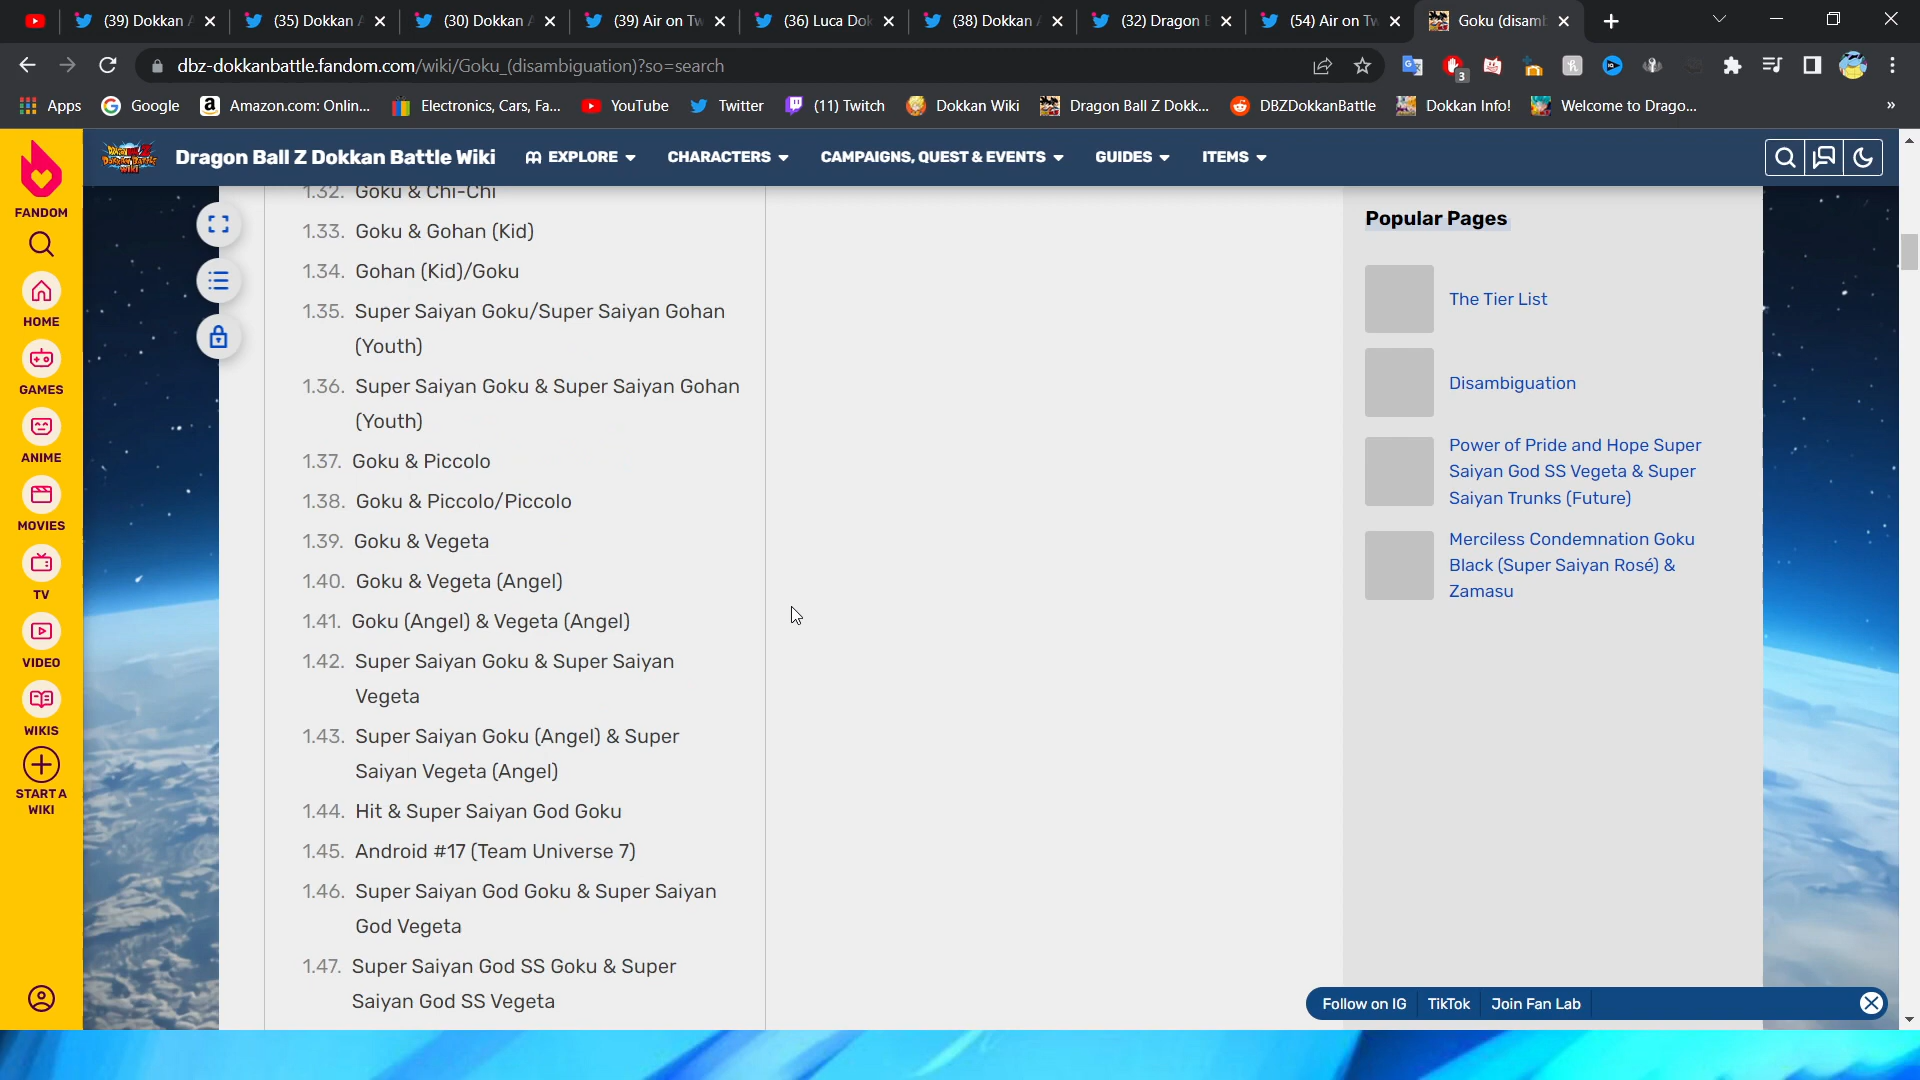 (39) Dokkan A
(35) Dokkan A
(30) Dokkan A
(39) Air on Tw
(36) Luca Dok
(38) Dokkan A
(32) Dragon B
(54) Air on Tw
Goku (disamb
dbz-dokkanbattle.fandom.com/wiki/Goku_(disambiguation)?so=search
3
Apps
Google
Amazon.com: Onlin...
Electronics, Cars, Fa...
YouTube
Twitter
(11) Twitch
Dokkan Wiki
Dragon Ball Z Dokk...
DBZDokkanBattle
Dokkan Info!
Welcome to Drago...
»
Dragon Ball Z Dokkan Battle Wiki
EXPLORE
CHARACTERS
CAMPAIGNS, QUEST & EVENTS
GUIDES
ITEMS
FANDOM
HOME
GAMES
ANIME
MOVIES
TV
VIDEO
WIKIS
START A
WIKI
1.32. Goku & Chi-Chi
1.33. Goku & Gohan (Kid)
1.34. Gohan (Kid)/Goku
1.35. Super Saiyan Goku/Super Saiyan Gohan
(Youth)
1.36. Super Saiyan Goku & Super Saiyan Gohan
(Youth)
1.37. Goku & Piccolo
1.38. Goku & Piccolo/Piccolo
1.39. Goku & Vegeta
1.40. Goku & Vegeta (Angel)
1.41. Goku (Angel) & Vegeta (Angel)
1.42. Super Saiyan Goku & Super Saiyan
Vegeta
1.43. Super Saiyan Goku (Angel) & Super
Saiyan Vegeta (Angel)
1.44. Hit & Super Saiyan God Goku
1.45. Android #17 (Team Universe 7)
1.46. Super Saiyan God Goku & Super Saiyan
God Vegeta
1.47. Super Saiyan God SS Goku & Super
Saiyan God SS Vegeta
Popular Pages
The Tier List
Disambiguation
Power of Pride and Hope Super
Saiyan God SS Vegeta & Super
Saiyan Trunks (Future)
Merciless Condemnation Goku
Black (Super Saiyan Rosé) &
Zamasu
Follow on IG
TikTok
Join Fan Lab